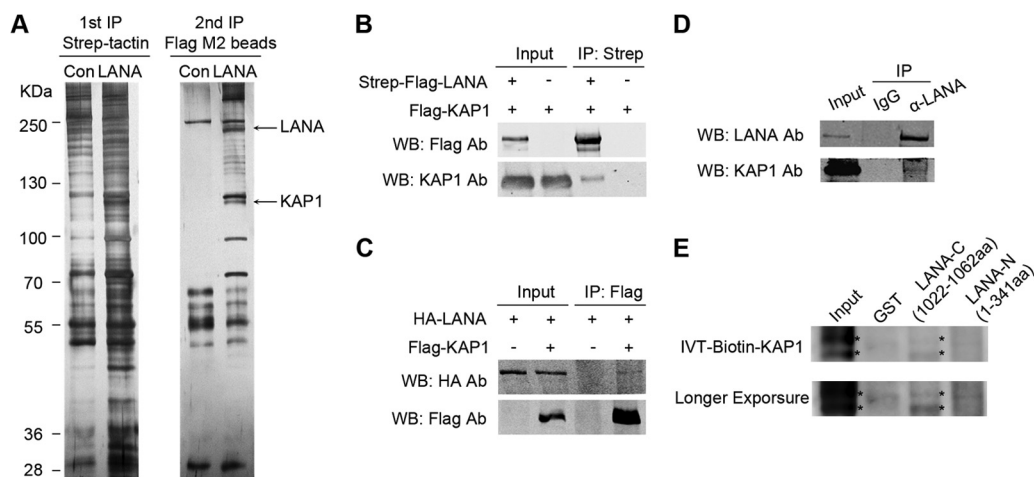 A
1st IP
Strep-tactin
2nd IP
Flag M2 beads
Con LANA
Con LANA
KDa
250
130
100
70
55
36
28
LANA
KAP1
B
Input IP: Strep
Strep-Flag-LANA + - + -
Flag-KAP1 + + + +
WB: Flag Ab
WB: KAP1 Ab
C
Input IP: Flag
HA-LANA + + + +
Flag-KAP1 - + - +
WB: HA Ab
WB: Flag Ab
D
IP
Input IgG α-LANA
WB: LANA Ab
WB: KAP1 Ab
E
Input
GST
LANA-C
(1022-1062aa)
LANA-N
(1-341aa)
IVT-Biotin-KAP1
* *
* *
Longer Exporsure
* *
* *